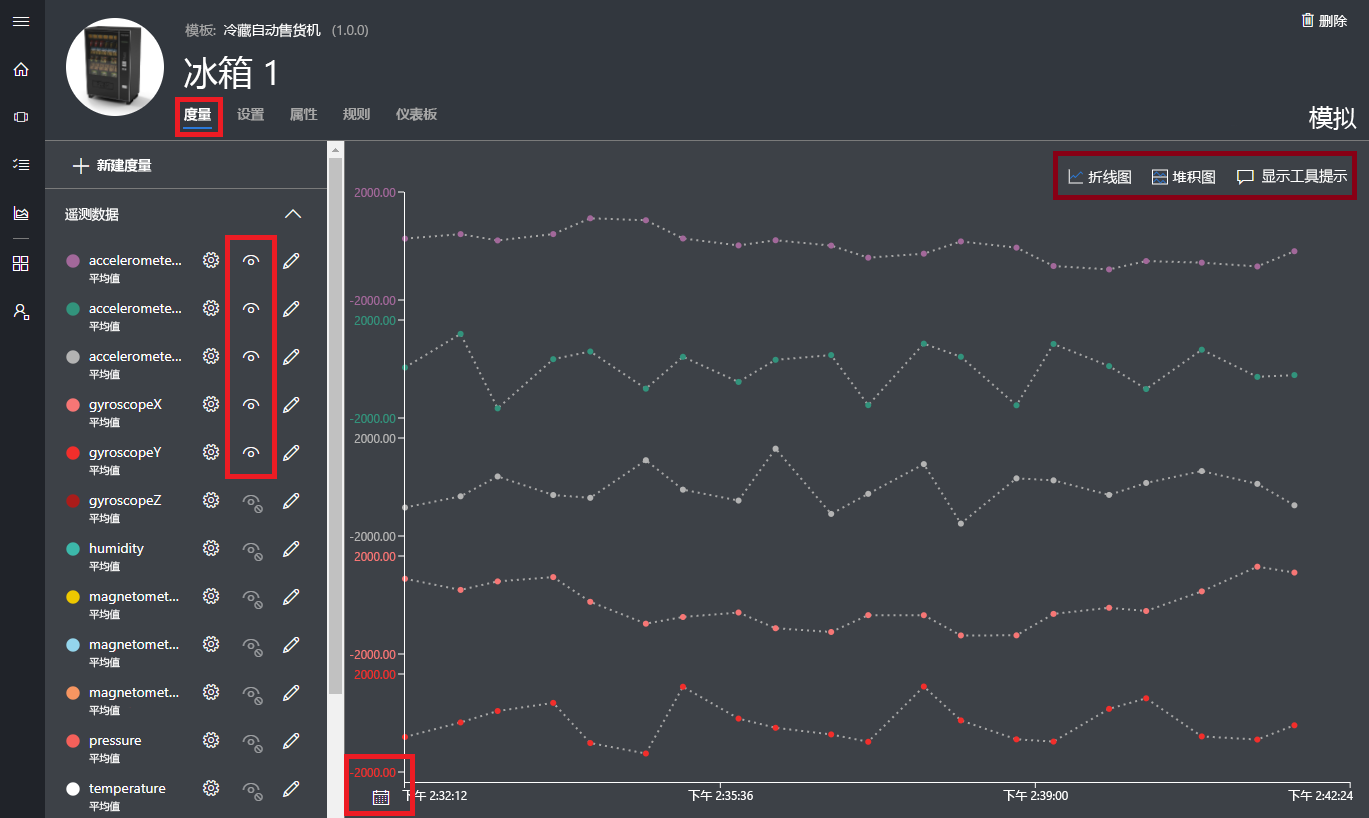 模板: 冷藏自动售货机 (1.0.0)
删除
冰箱 1
度量 设置 属性 规则 仪表板
模拟
新建度量
折线图 堆积图 显示工具提示
遥测数据
acceleromete...
平均值
acceleromete...
平均值
acceleromete...
平均值
gyroscopeX
平均值
gyroscopeY
平均值
gyroscopeZ
平均值
humidity
平均值
magnetomet...
平均值
magnetomet...
平均值
magnetomet...
平均值
pressure
平均值
temperature
平均值
2000.00
-2000.00
2000.00
-2000.00
2000.00
-2000.00
2000.00
-2000.00
2000.00
-2000.00
下午 2:32:12 下午 2:35:36 下午 2:39:00 下午 2:42:24